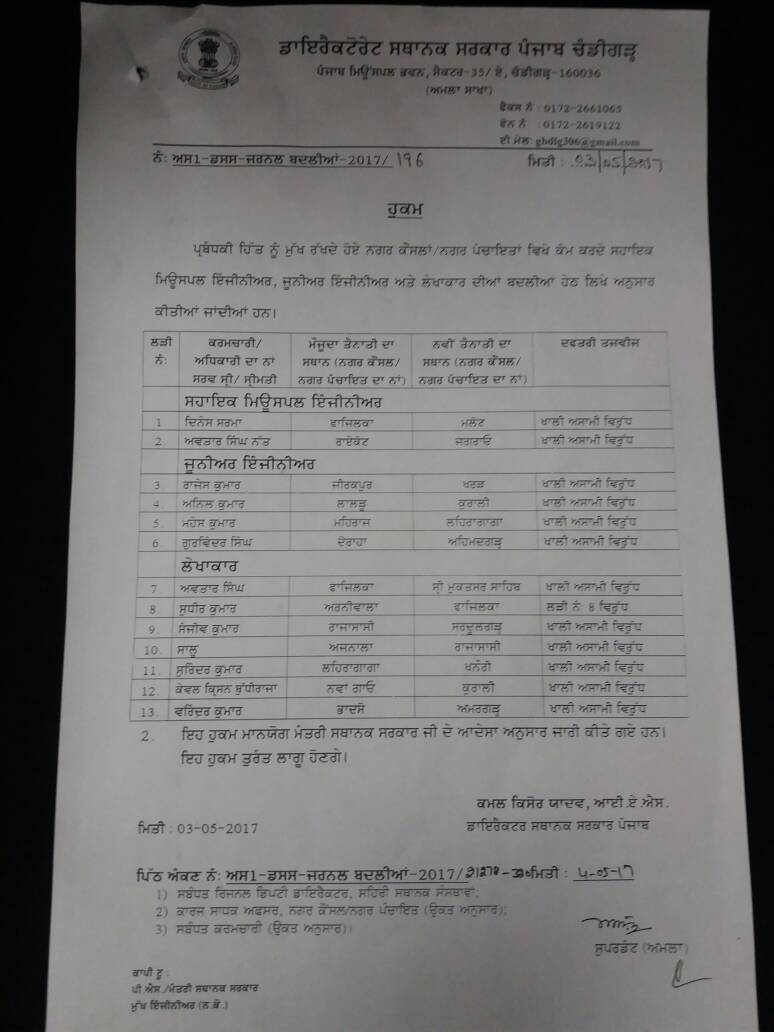 ਡਾਇਰੈਕਟੋਰੇਟ ਸਥਾਨਕ ਸਰਕਾਰ ਪੰਜਾਬ ਚੰਡੀਗੜ੍ਹ
ਪੰਜਾਬ ਮਿਊਂਸਪਲ ਭਵਨ, ਸੈਕਟਰ-35/ ਏ, ਚੰਡੀਗੜ੍ਹ-160036
(ਅਮਲਾ ਸਾਖਾ)
ਫੈਕਸ ਨੰ : 0172-2661065
ਫੋਨ ਨੰ : 0172-2619122
ਈ ਮੇਲ: gbdlg306@gmail.com
ਨੰ: ਅਸ1-ਡਸਸ-ਜਰਨਲ ਬਦਲੀਆਂ-2017/ 196 ਮਿਤੀ : 03/05/2017
ਹੁਕਮ
ਪ੍ਰਬੰਧਕੀ ਹਿੱਤ ਨੂੰ ਮੁੱਖ ਰੱਖਦੇ ਹੋਏ ਨਗਰ ਕੌਂਸਲਾਂ/ਨਗਰ ਪੰਚਾਇਤਾਂ ਵਿਖੇ ਕੰਮ ਕਰਦੇ ਸਹਾਇਕ
ਮਿਊਂਸਪਲ ਇੰਜੀਨੀਅਰ, ਜੂਨੀਅਰ ਇੰਜੀਨੀਅਰ ਅਤੇ ਲੇਖਾਕਾਰ ਦੀਆਂ ਬਦਲੀਆਂ ਹੇਠ ਲਿਖੇ ਅਨੁਸਾਰ
ਕੀਤੀਆਂ ਜਾਂਦੀਆਂ ਹਨ।
ਲੜੀ ਕਰਮਚਾਰੀ/ ਮੌਜੂਦਾ ਤੈਨਾਤੀ ਦਾ ਨਵੀਂ ਤੈਨਾਤੀ ਦਾ ਦਫਤਰੀ ਤਜਵੀਜ
ਨੰ: ਅਧਿਕਾਰੀ ਦਾ ਨਾਂ ਸਥਾਨ (ਨਗਰ ਕੌਂਸਲ/ ਸਥਾਨ (ਨਗਰ ਕੌਂਸਲ/
ਸਰਵ ਸ੍ਰੀ/ ਸ੍ਰੀਮਤੀ ਨਗਰ ਪੰਚਾਇਤ ਦਾ ਨਾਂ) ਨਗਰ ਪੰਚਾਇਤ ਦਾ ਨਾਂ)
ਸਹਾਇਕ ਮਿਊਂਸਪਲ ਇੰਜੀਨੀਅਰ
1. ਦਿਨੇਸ ਸਰਮਾ ਫਾਜਿਲਕਾ ਮਲੋਟ ਖਾਲੀ ਅਸਾਮੀ ਵਿਰੁੱਧ
2. ਅਵਤਾਰ ਸਿੰਘ ਨੱਤ ਰਾਏਕੋਟ ਜਗਰਾਓ ਖਾਲੀ ਅਸਾਮੀ ਵਿਰੁੱਧ
ਜੂਨੀਅਰ ਇੰਜੀਨੀਅਰ
3. ਰਾਜੇਸ ਕੁਮਾਰ ਜੀਰਕਪੁਰ ਖਰੜ ਖਾਲੀ ਅਸਾਮੀ ਵਿਰੁੱਧ
4. ਅਨਿਲ ਕੁਮਾਰ ਲਾਲੜੂ ਕੁਰਾਲੀ ਖਾਲੀ ਅਸਾਮੀ ਵਿਰੁੱਧ
5. ਮਹੇਸ ਕੁਮਾਰ ਮਹਿਰਾਜ ਲਹਿਰਾਗਾਗਾ ਖਾਲੀ ਅਸਾਮੀ ਵਿਰੁੱਧ
6. ਗੁਰਵਿੰਦਰ ਸਿੰਘ ਦੋਰਾਹਾ ਅਹਿਮਦਗੜ੍ਹ ਖਾਲੀ ਅਸਾਮੀ ਵਿਰੁੱਧ
ਲੇਖਾਕਾਰ
7 ਅਵਤਾਰ ਸਿੰਘ ਫਾਜਿਲਕਾ ਸ੍ਰੀ ਮੁਕਤਸਰ ਸਾਹਿਬ ਖਾਲੀ ਅਸਾਮੀ ਵਿਰੁੱਧ
8. ਸੁਧੀਰ ਕੁਮਾਰ ਅਰਨੀਵਾਲਾ ਫਾਜਿਲਕਾ ਲੜੀ ਨੰ: 8 ਵਿਰੁੱਧ
9. ਸੰਜੀਵ ਕੁਮਾਰ ਰਾਜਾਸਾਸੀ ਸਰਦੂਲਗੜ੍ਹ ਖਾਲੀ ਅਸਾਮੀ ਵਿਰੁੱਧ
10. ਸਾਲੂ ਅਜਨਾਲਾ ਰਾਜਾਸਾਸੀ ਖਾਲੀ ਅਸਾਮੀ ਵਿਰੁੱਧ
11. ਸੁਰਿੰਦਰ ਕੁਮਾਰ ਲਹਿਰਾਗਾਗਾ ਖਨੌਰੀ ਖਾਲੀ ਅਸਾਮੀ ਵਿਰੁੱਧ
12. ਕੇਵਲ ਕ੍ਰਿਸਨ ਬੁੱਧੀਰਾਜਾ ਨਵਾਂ ਗਾਓ ਕੁਰਾਲੀ ਖਾਲੀ ਅਸਾਮੀ ਵਿਰੁੱਧ
13. ਵਰਿੰਦਰ ਕੁਮਾਰ ਭਾਦਸੋ ਅਮਰਗੜ੍ਹ ਖਾਲੀ ਅਸਾਮੀ ਵਿਰੁੱਧ
2. ਇਹ ਹੁਕਮ ਮਾਨਯੋਗ ਮੰਤਰੀ ਸਥਾਨਕ ਸਰਕਾਰ ਜੀ ਦੇ ਆਦੇਸਾ ਅਨੁਸਾਰ ਜਾਰੀ ਕੀਤੇ ਗਏ ਹਨ।
ਇਹ ਹੁਕਮ ਤੁਰੰਤ ਲਾਗੂ ਹੋਣਗੇ।
ਕਮਲ ਕਿਸੋਰ ਯਾਦਵ, ਆਈ.ਏ.ਐਸ.
ਮਿਤੀ : 03-05-2017 ਡਾਇਰੈਕਟਰ ਸਥਾਨਕ ਸਰਕਾਰ ਪੰਜਾਬ
ਪਿੱਠ ਅੰਕਣ ਨੰ: ਅਸ1-ਡਸਸ-ਜਰਨਲ ਬਦਲੀਆਂ-2017/ ਮਿਤੀ : 4-05-17
1) ਸਬੰਧਤ ਰਿਜਨਲ ਡਿਪਟੀ ਡਾਇਰੈਕਟਰ, ਸਹਿਰੀ ਸਥਾਨਕ ਸੰਸਥਾਵਾਂ;
2) ਕਾਰਜ ਸਾਧਕ ਅਫਸਰ, ਨਗਰ ਕੌਂਸਲ/ਨਗਰ ਪੰਚਾਇਤ (ਉਕਤ ਅਨੁਸਾਰ);
3) ਸਬੰਧਤ ਕਰਮਚਾਰੀ (ਉਕਤ ਅਨੁਸਾਰ)।
ਸੁਪਰਡੰਟ (ਅਮਲਾ)
ਕਾਪੀ ਟੂ :
ਪੀ.ਐਸ./ਮੰਤਰੀ ਸਥਾਨਕ ਸਰਕਾਰ
ਮੁੱਖ ਇੰਜੀਨੀਅਰ (ਨ.ਕੋ.)